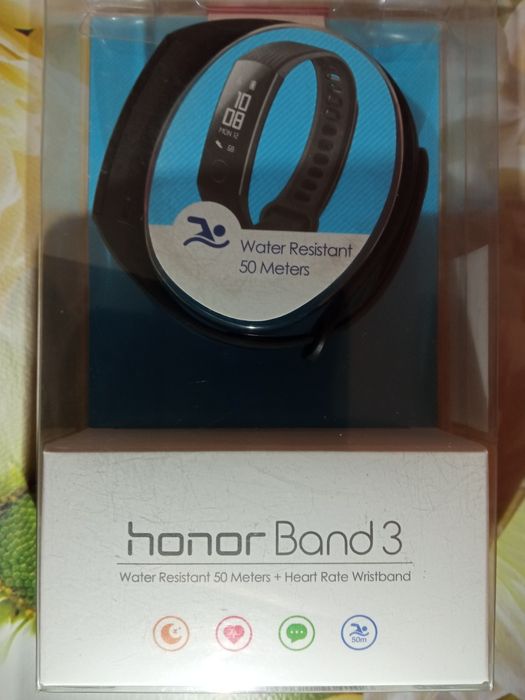 10
08
MON 12
68
Water Resistant
50 Meters
honor Band 3
Water Resistant 50 Meters + Heart Rate Wristband
50m